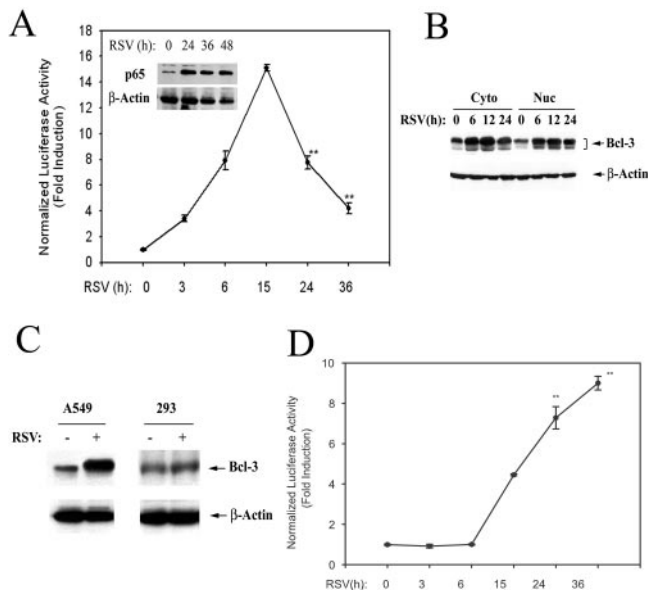 A
RSV (h): 0 24 36 48
p65
β-Actin
Normalized Luciferase Activity
(Fold Induction)
18
16
14
12
10
8
6
4
2
0
**
**
RSV (h): 0 3 6 15 24 36
B
Cyto Nuc
RSV(h): 0 6 12 24 0 6 12 24
Bcl-3
β-Actin
C
A549 293
RSV: - + - +
Bcl-3
β-Actin
D
Normalized Luciferase Activity
(Fold Induction)
10
8
6
4
2
0
**
**
RSV(h): 0 3 6 15 24 36